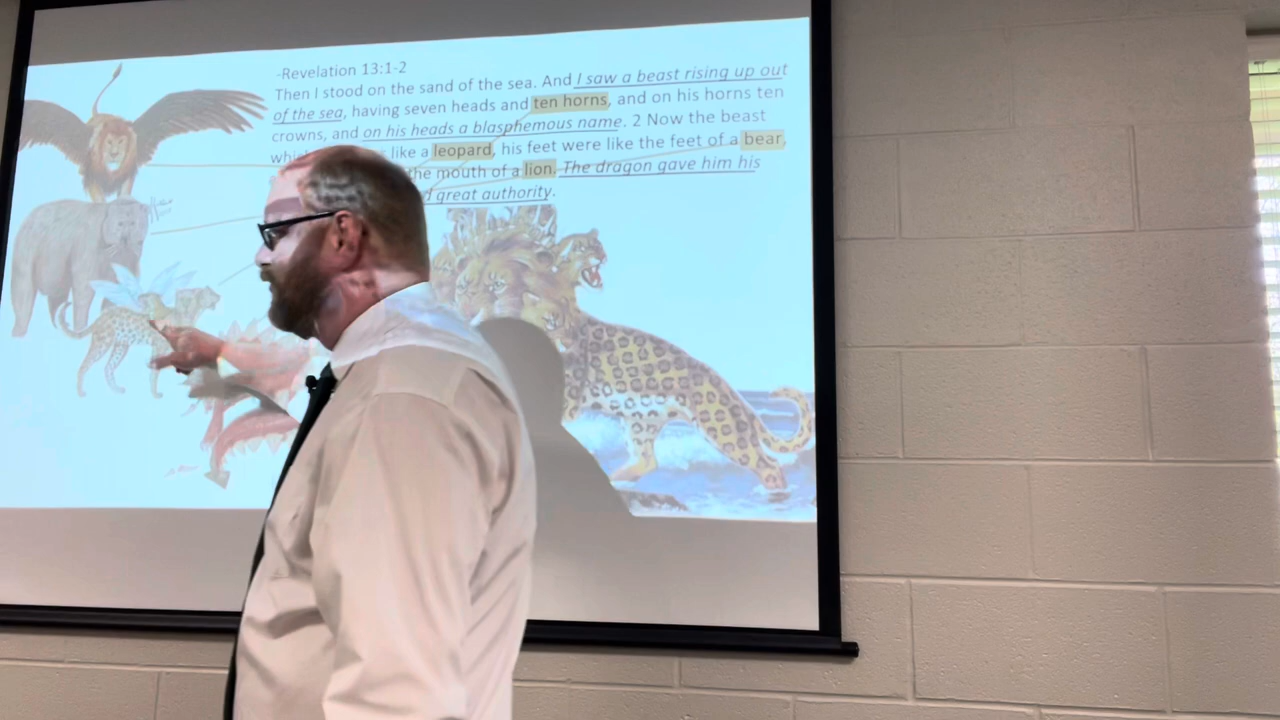 -Revelation 13:1-2
Then I stood on the sand of the sea. And I saw a beast rising up out
of the sea, having seven heads and ten horns, and on his horns ten
crowns, and on his heads a blasphemous name. 2 Now the beast
like a leopard, his feet were like the feet of a bear,
the mouth of a lion. The dragon gave him his
great authority.